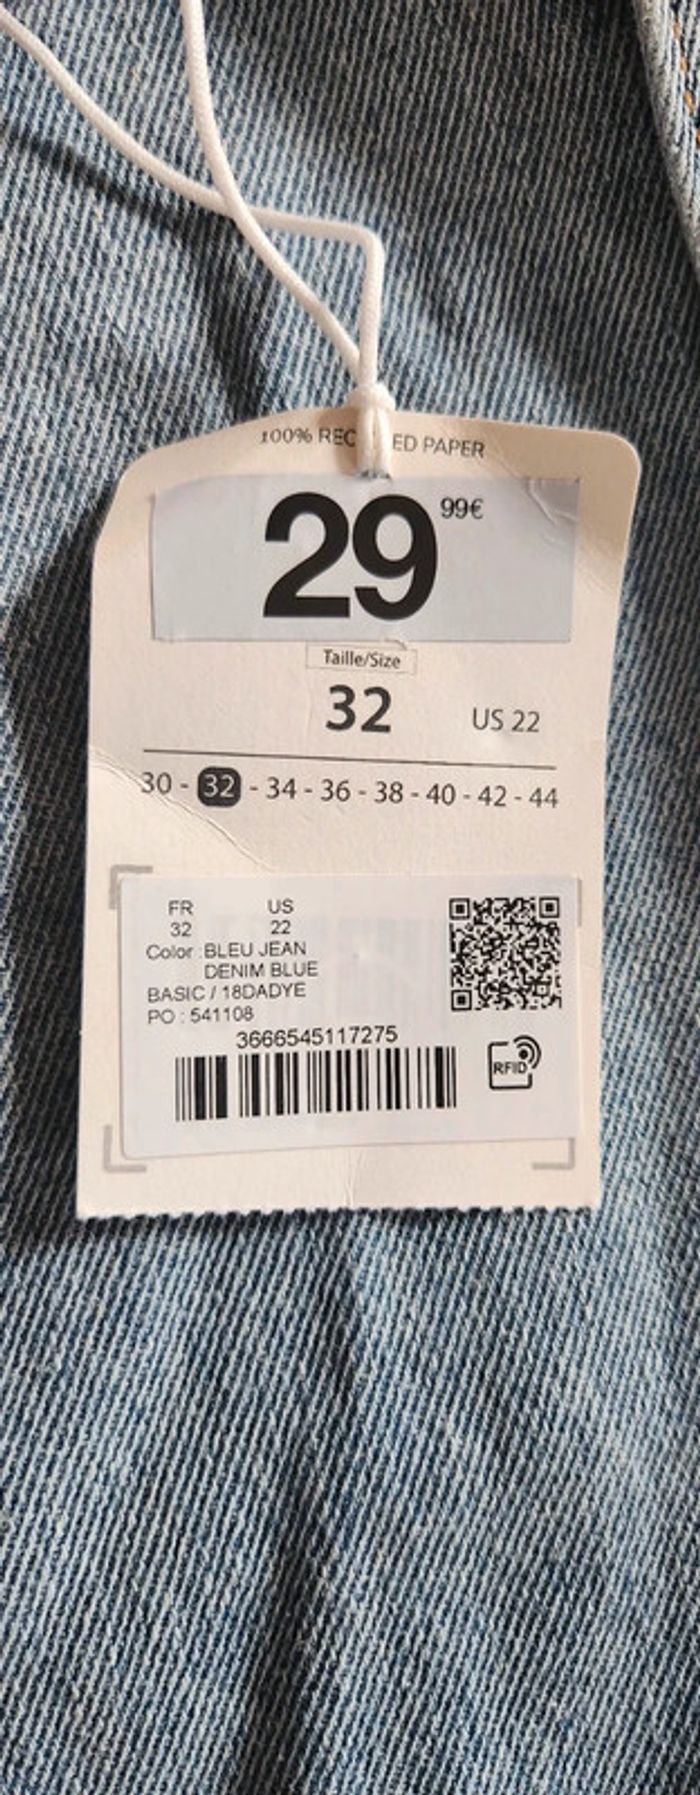 100% REC ED PAPER
29 99€
Taille/Size
32 US 22
30 - 32 - 34 - 36 - 38 - 40 - 42 - 44
FR US
32 22
Color : BLEU JEAN
DENIM BLUE
BASIC / 18DADYE
PO : 541108
3666545117275
RFID